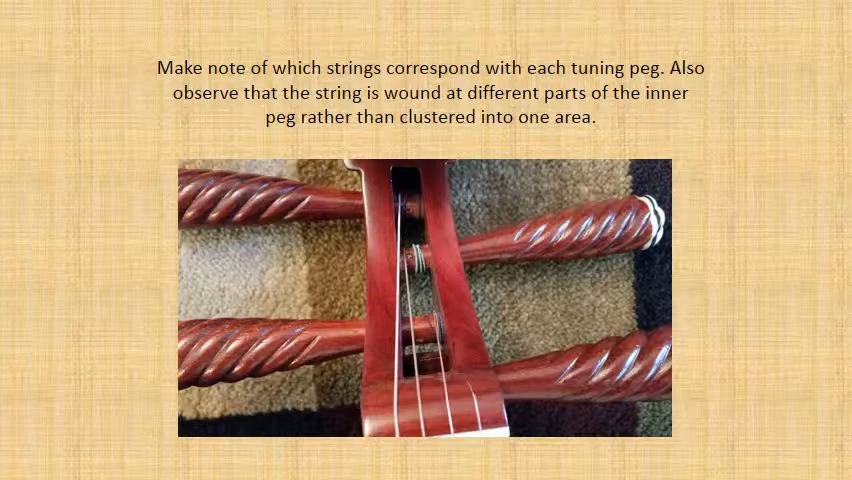 Make note of which strings correspond with each tuning peg. Also
observe that the string is wound at different parts of the inner
peg rather than clustered into one area.